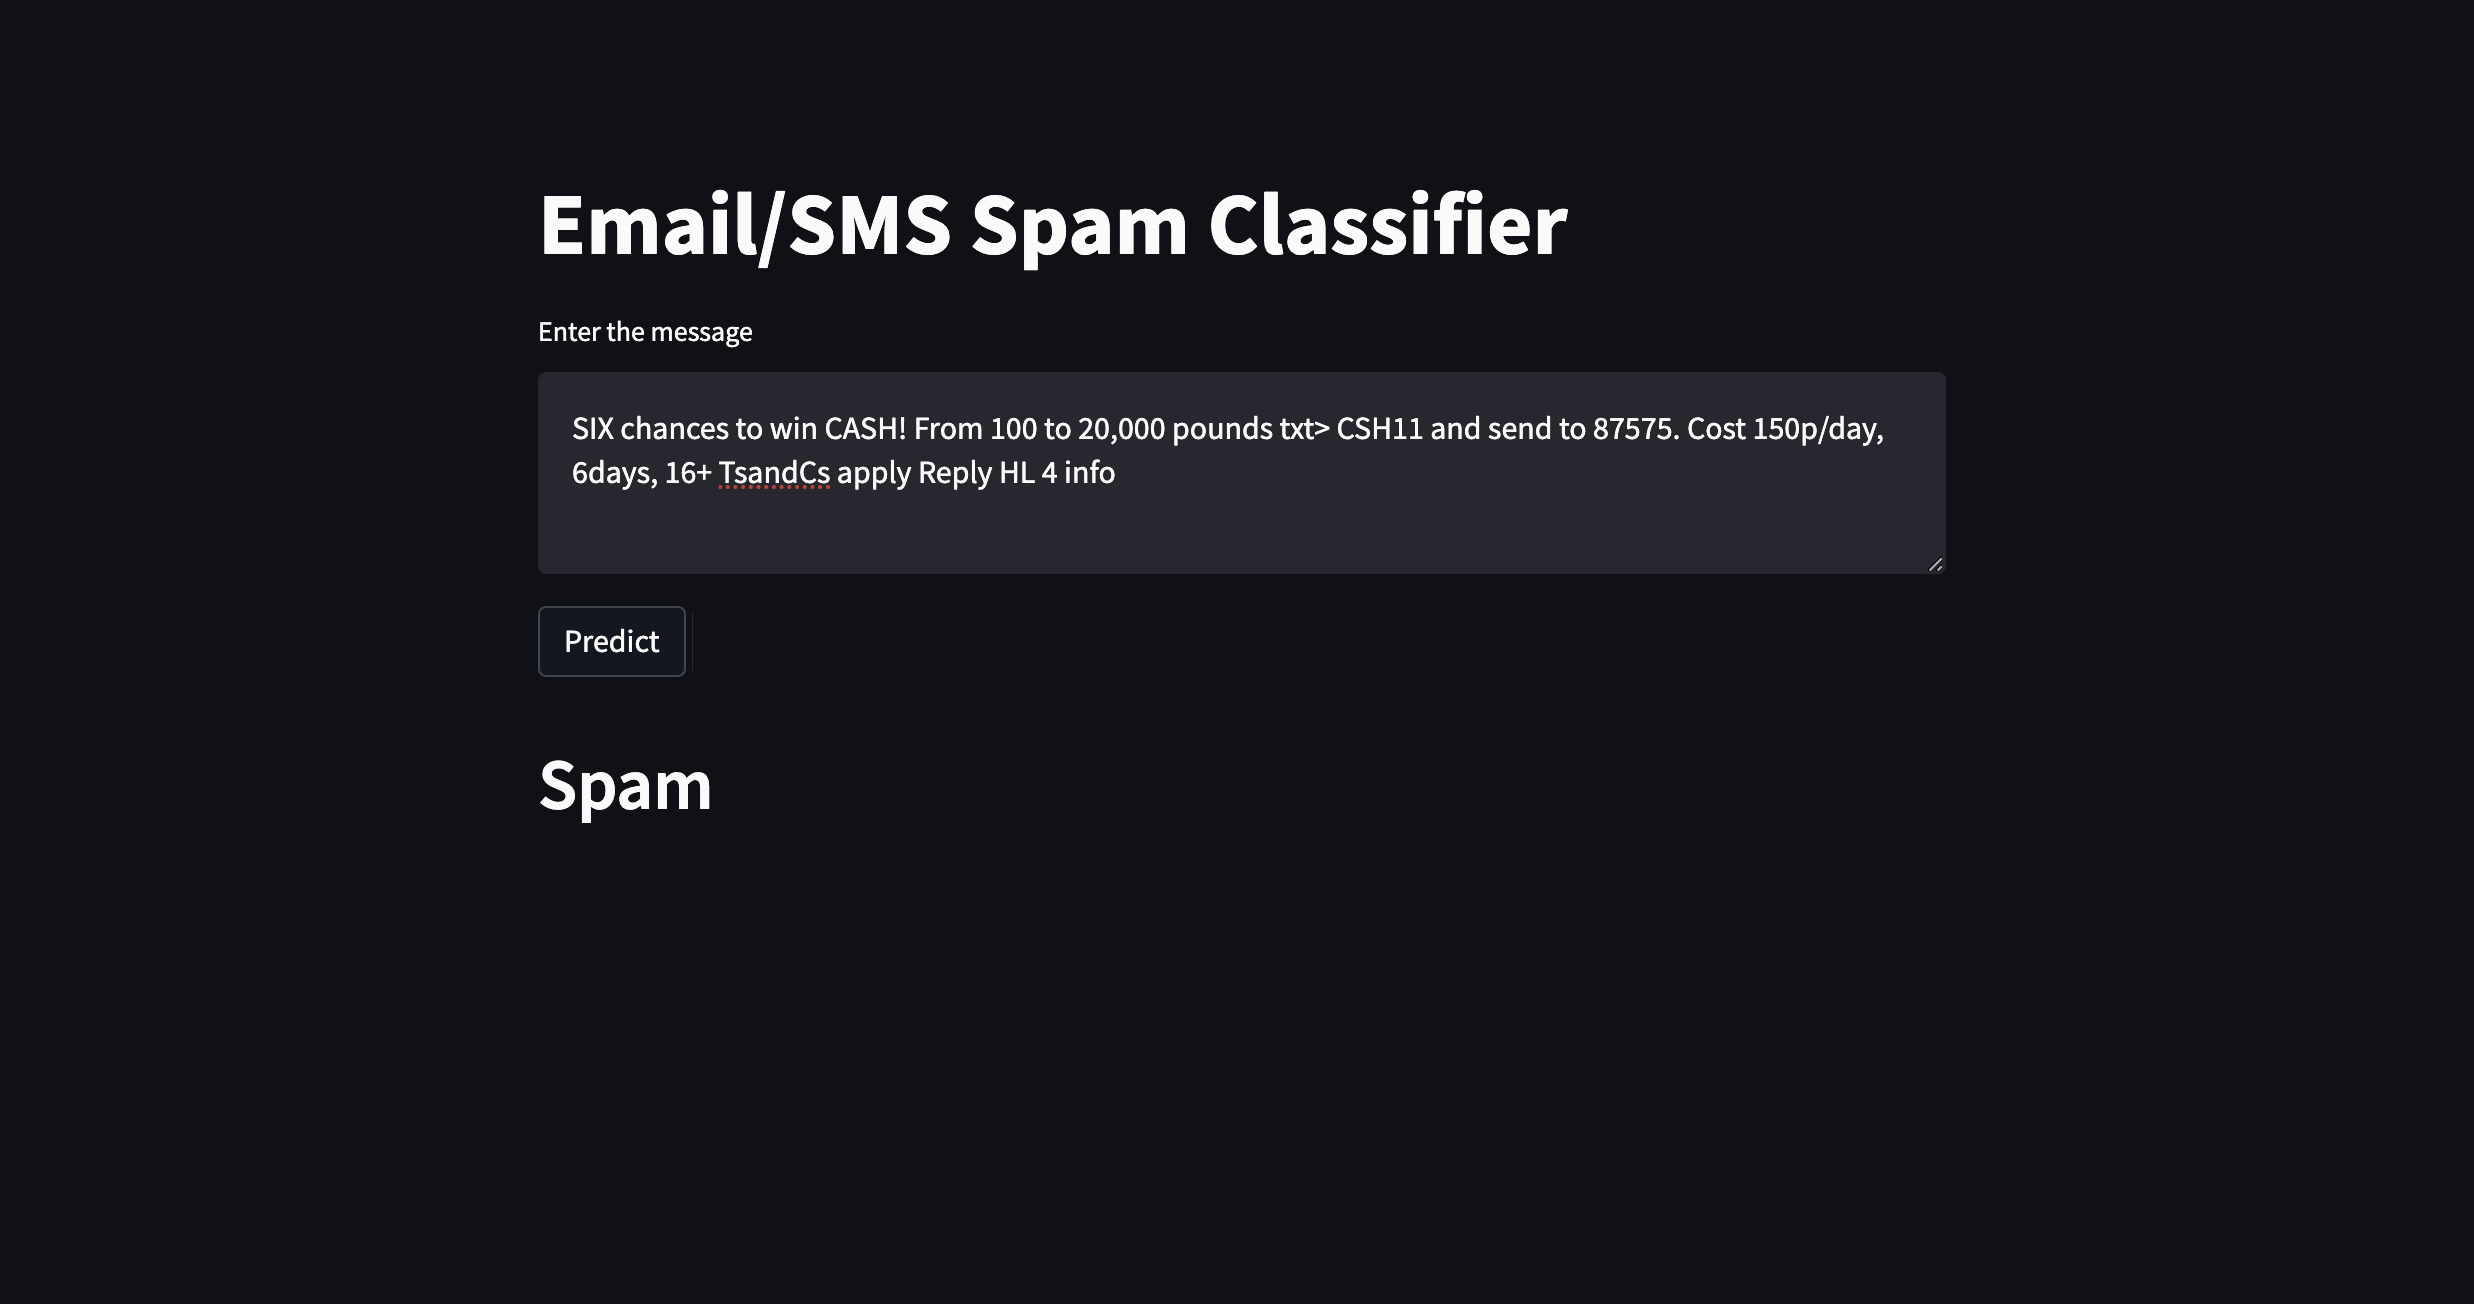 Email/SMS Spam Classifier
Enter the message
SIX chances to win CASH! From 100 to 20,000 pounds txt> CSH11 and send to 87575. Cost 150p/day,
6days, 16+ TsandCs apply Reply HL 4 info
Predict
Spam